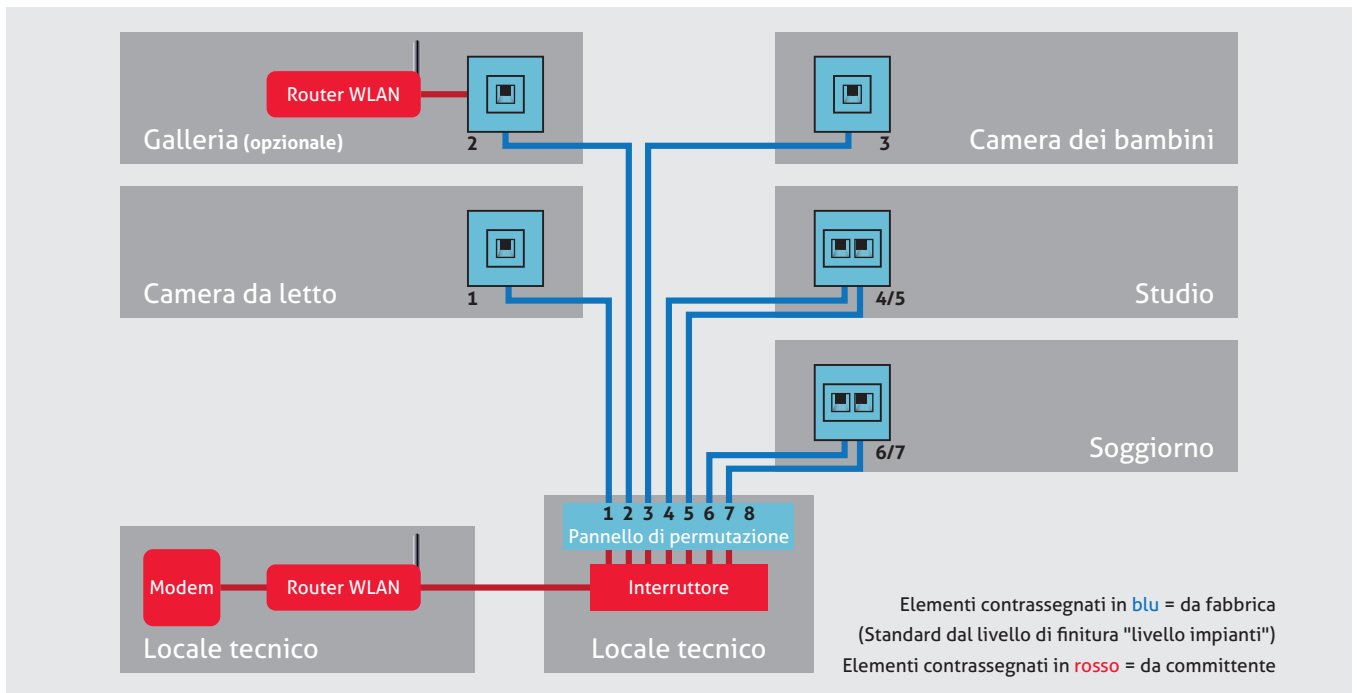 Router WLAN
Galleria (opzionale)
2
3
Camera dei bambini
Camera da letto
1
4/5
Studio
6/7
Soggiorno
1 2 3 4 5 6 7 8
Pannello di permutazione
Modem
Router WLAN
Interruttore
Locale tecnico
Locale tecnico
Elementi contrassegnati in blu = da fabbrica
(Standard dal livello di finitura "livello impianti")
Elementi contrassegnati in rosso = da committente